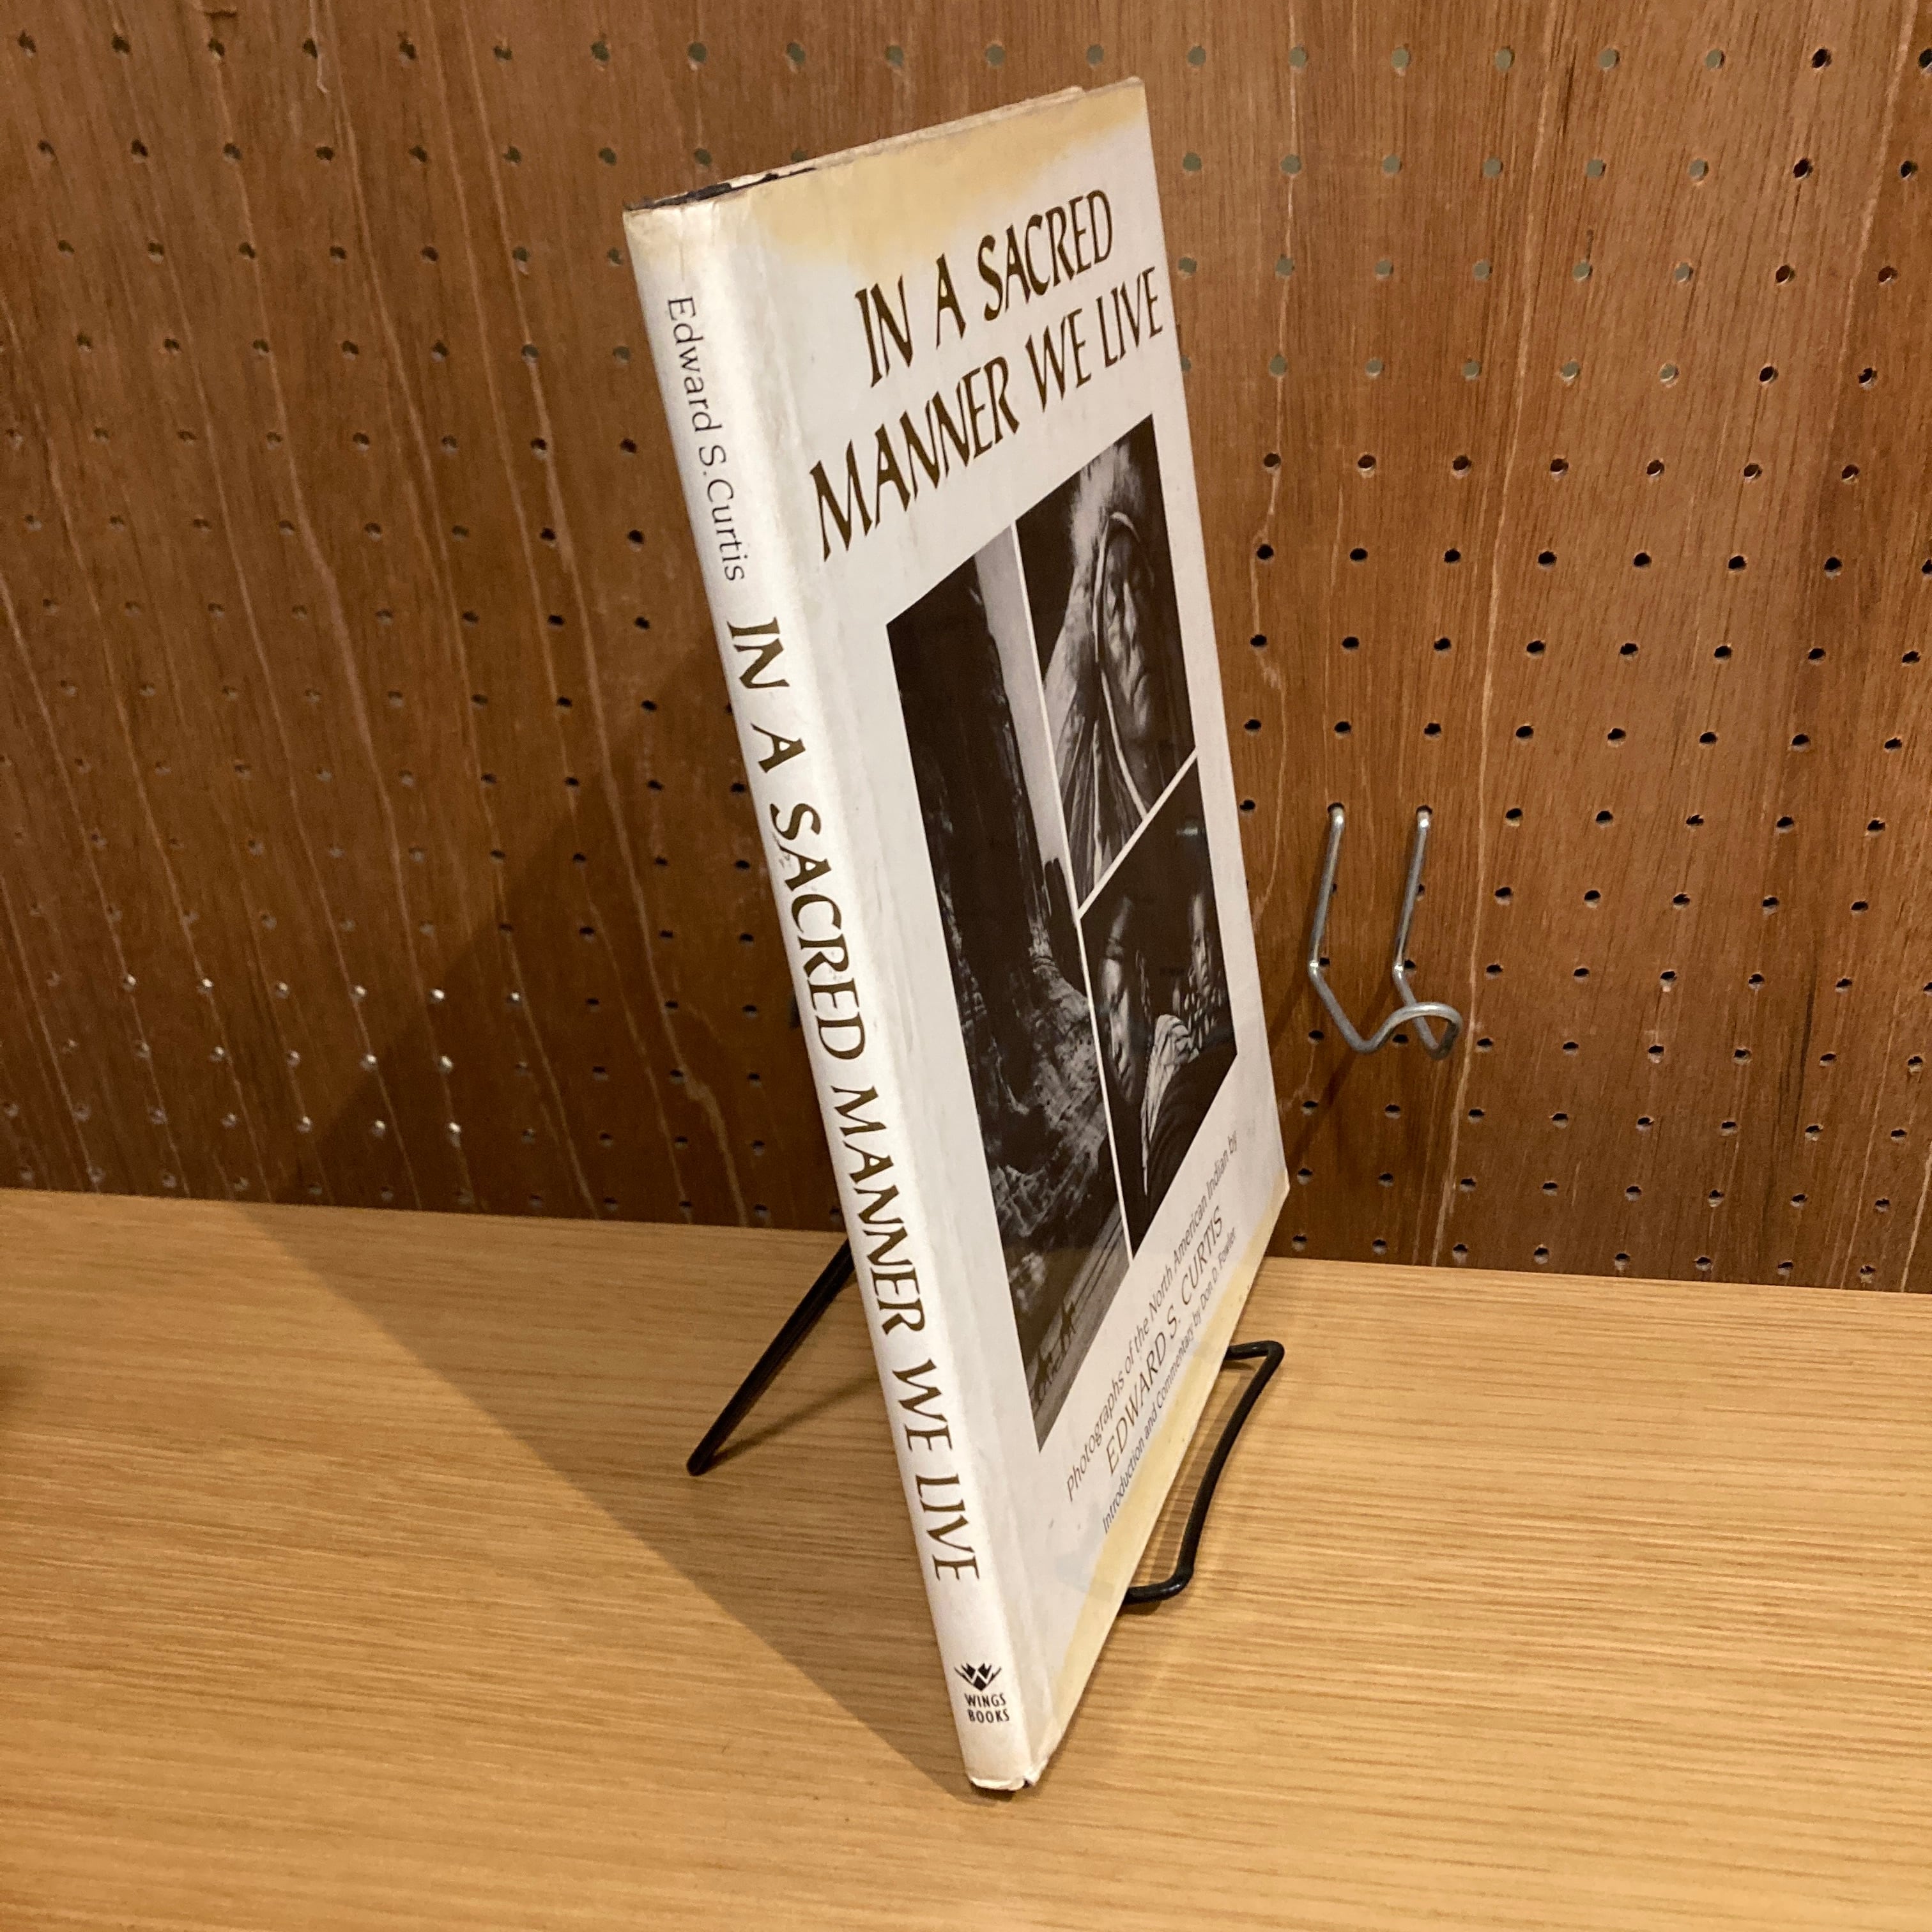 IN A SACRED
MANNER WE LIVE
Photographs of the North American Indian by
EDWARD S. CURTIS
Introduction and Commentary by Don D. Fowler
Edward S. Curtis IN A SACRED MANNER WE LIVE
WINGS
BOOKS